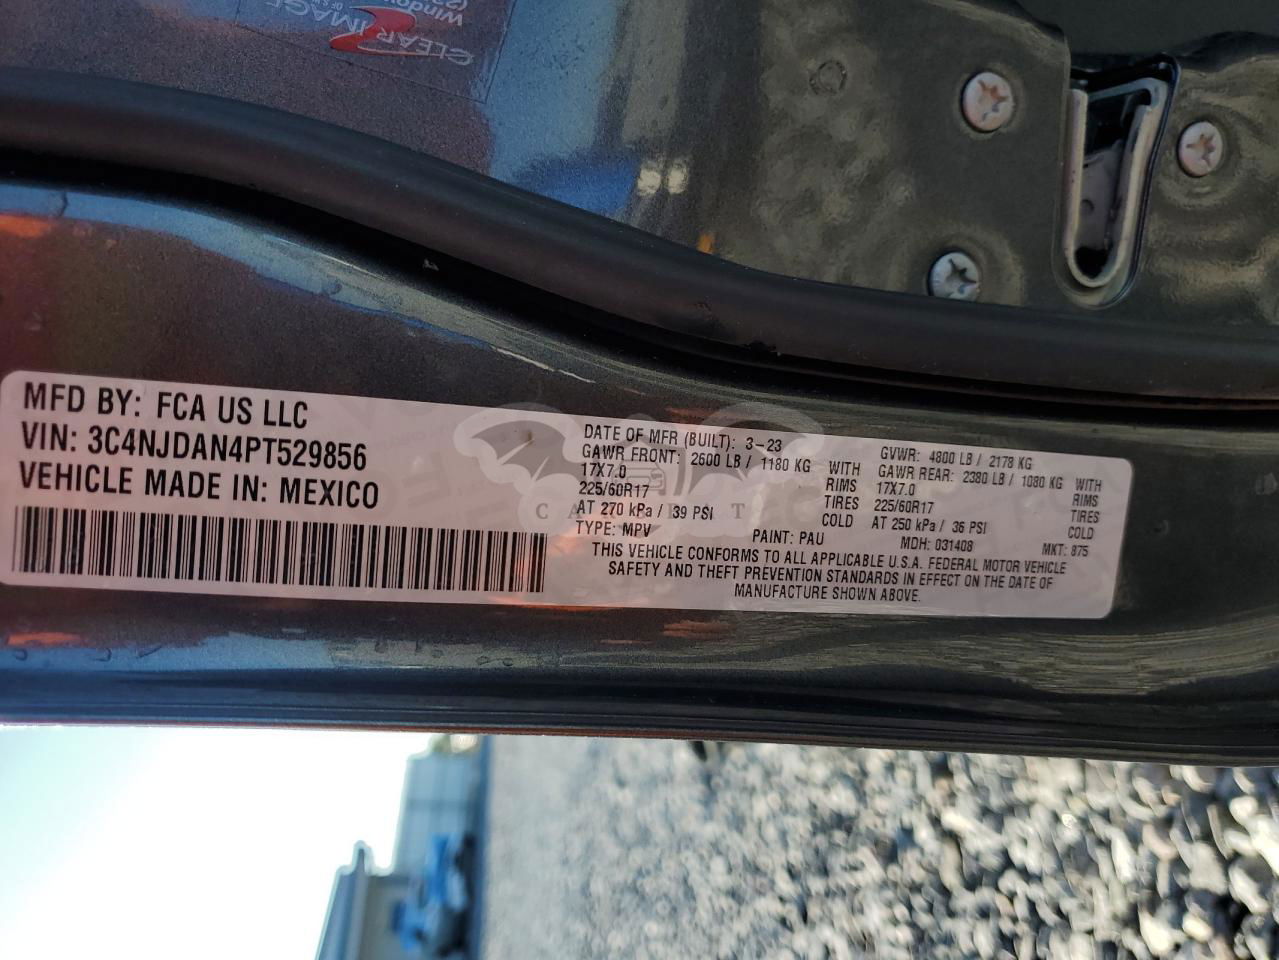 CLEAR IMAGE
MFD BY: FCA US LLC
VIN: 3C4NJDAN4PT529856
VEHICLE MADE IN: MEXICO
DATE OF MFR (BUILT): 3-23 GVWR: 4800 LB / 2178 KG
GAWR FRONT: 2600 LB / 1180 KG WITH GAWR REAR: 2380 LB / 1080 KG WITH
17X7.0 RIMS 17X7.0 RIMS
225/60R17 TIRES 225/60R17 TIRES
AT 270 kPa / 39 PSI COLD AT 250 kPa / 36 PSI COLD
TYPE: MPV PAINT: PAU MDH: 031408 MKT: 875
THIS VEHICLE CONFORMS TO ALL APPLICABLE U.S.A. FEDERAL MOTOR VEHICLE
SAFETY AND THEFT PREVENTION STANDARDS IN EFFECT ON THE DATE OF
MANUFACTURE SHOWN ABOVE.